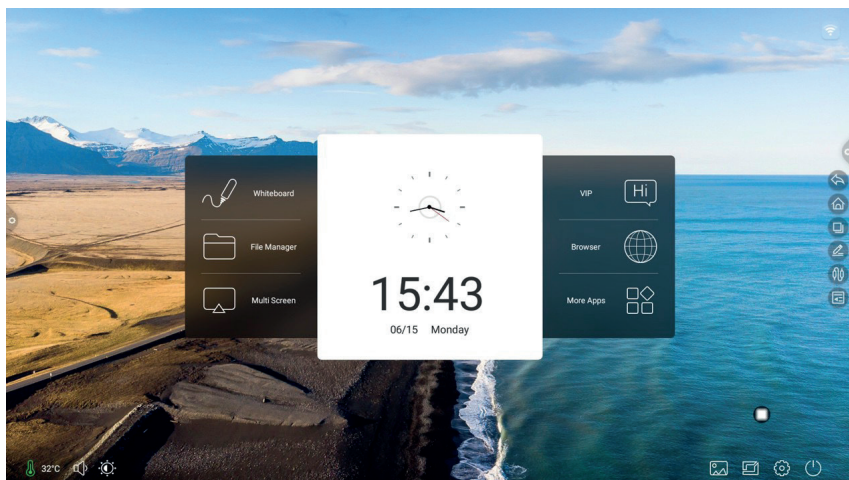 Whiteboard
File Manager
Multi Screen
15:43
06/15 Monday
VIP
Hi
Browser
More Apps
32°C